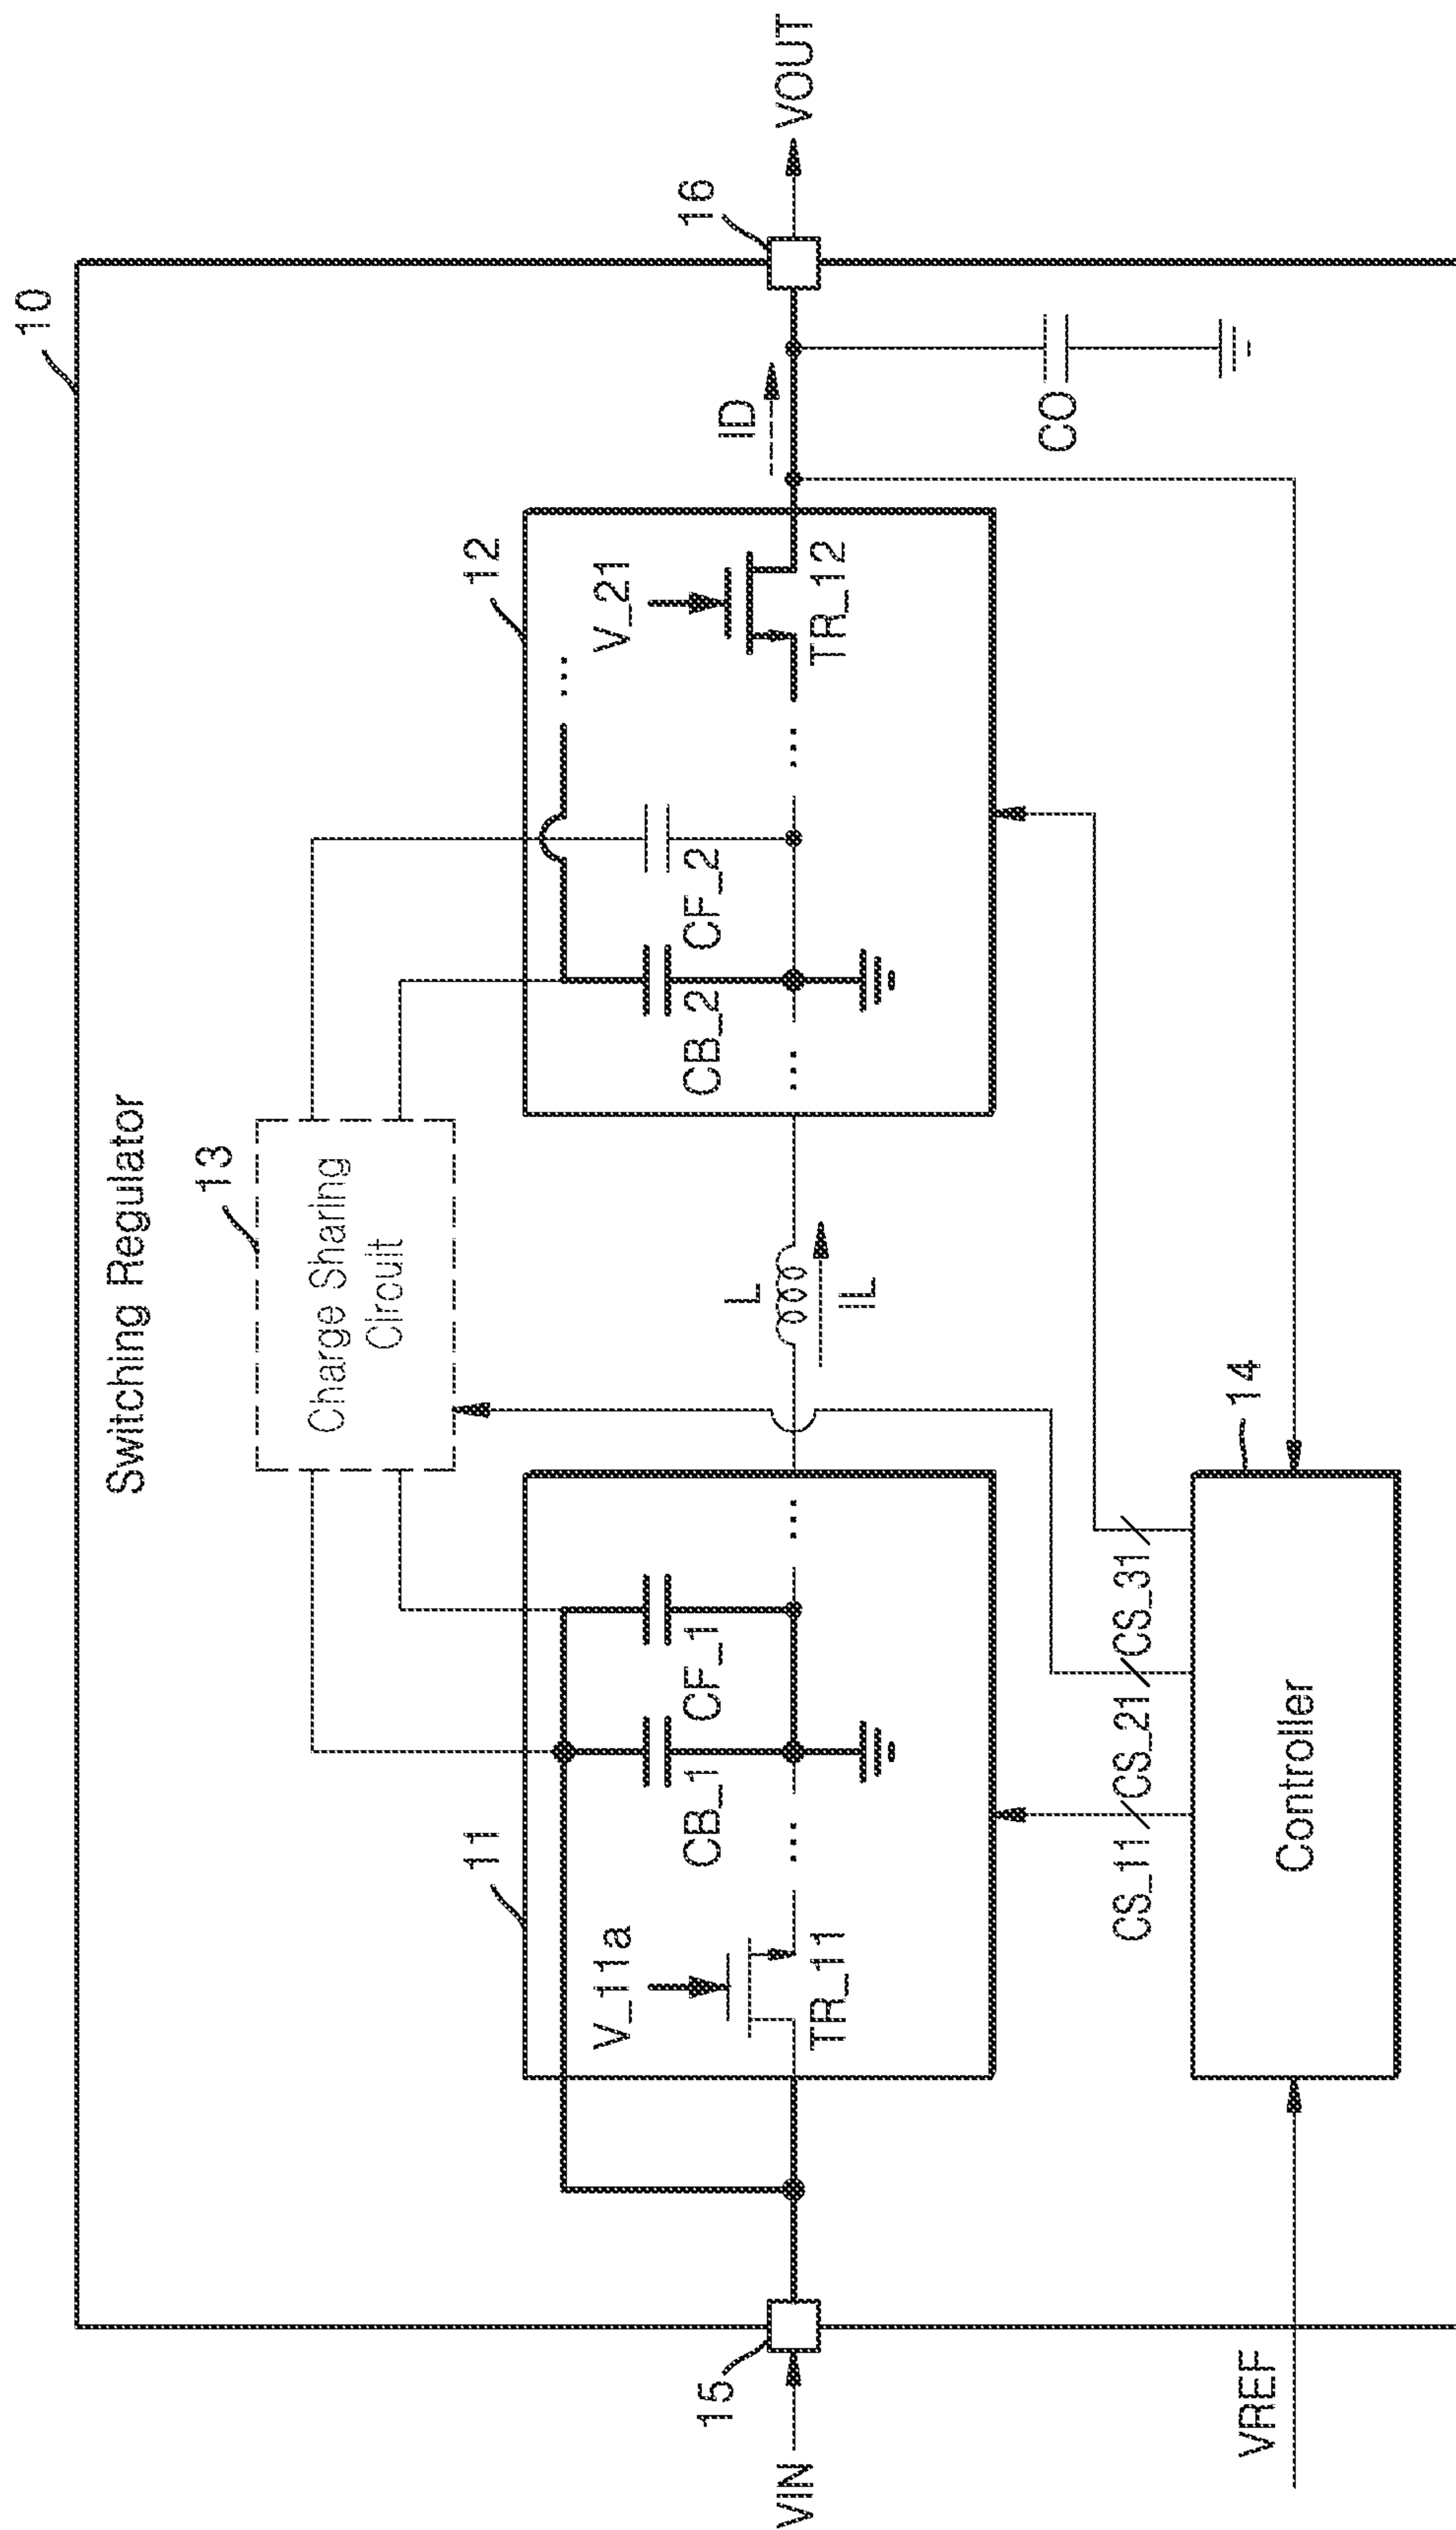 10
Switching Regulator
13
Charge Sharing
Circuit
11
12
V_11a
V_21
CB_1
CF_1
CB_2
CF_2
L
IL
TR_11
TR_12
ID
15
16
VIN
VOUT
CO
CS_11
CS_21
CS_31
14
Controller
VREF